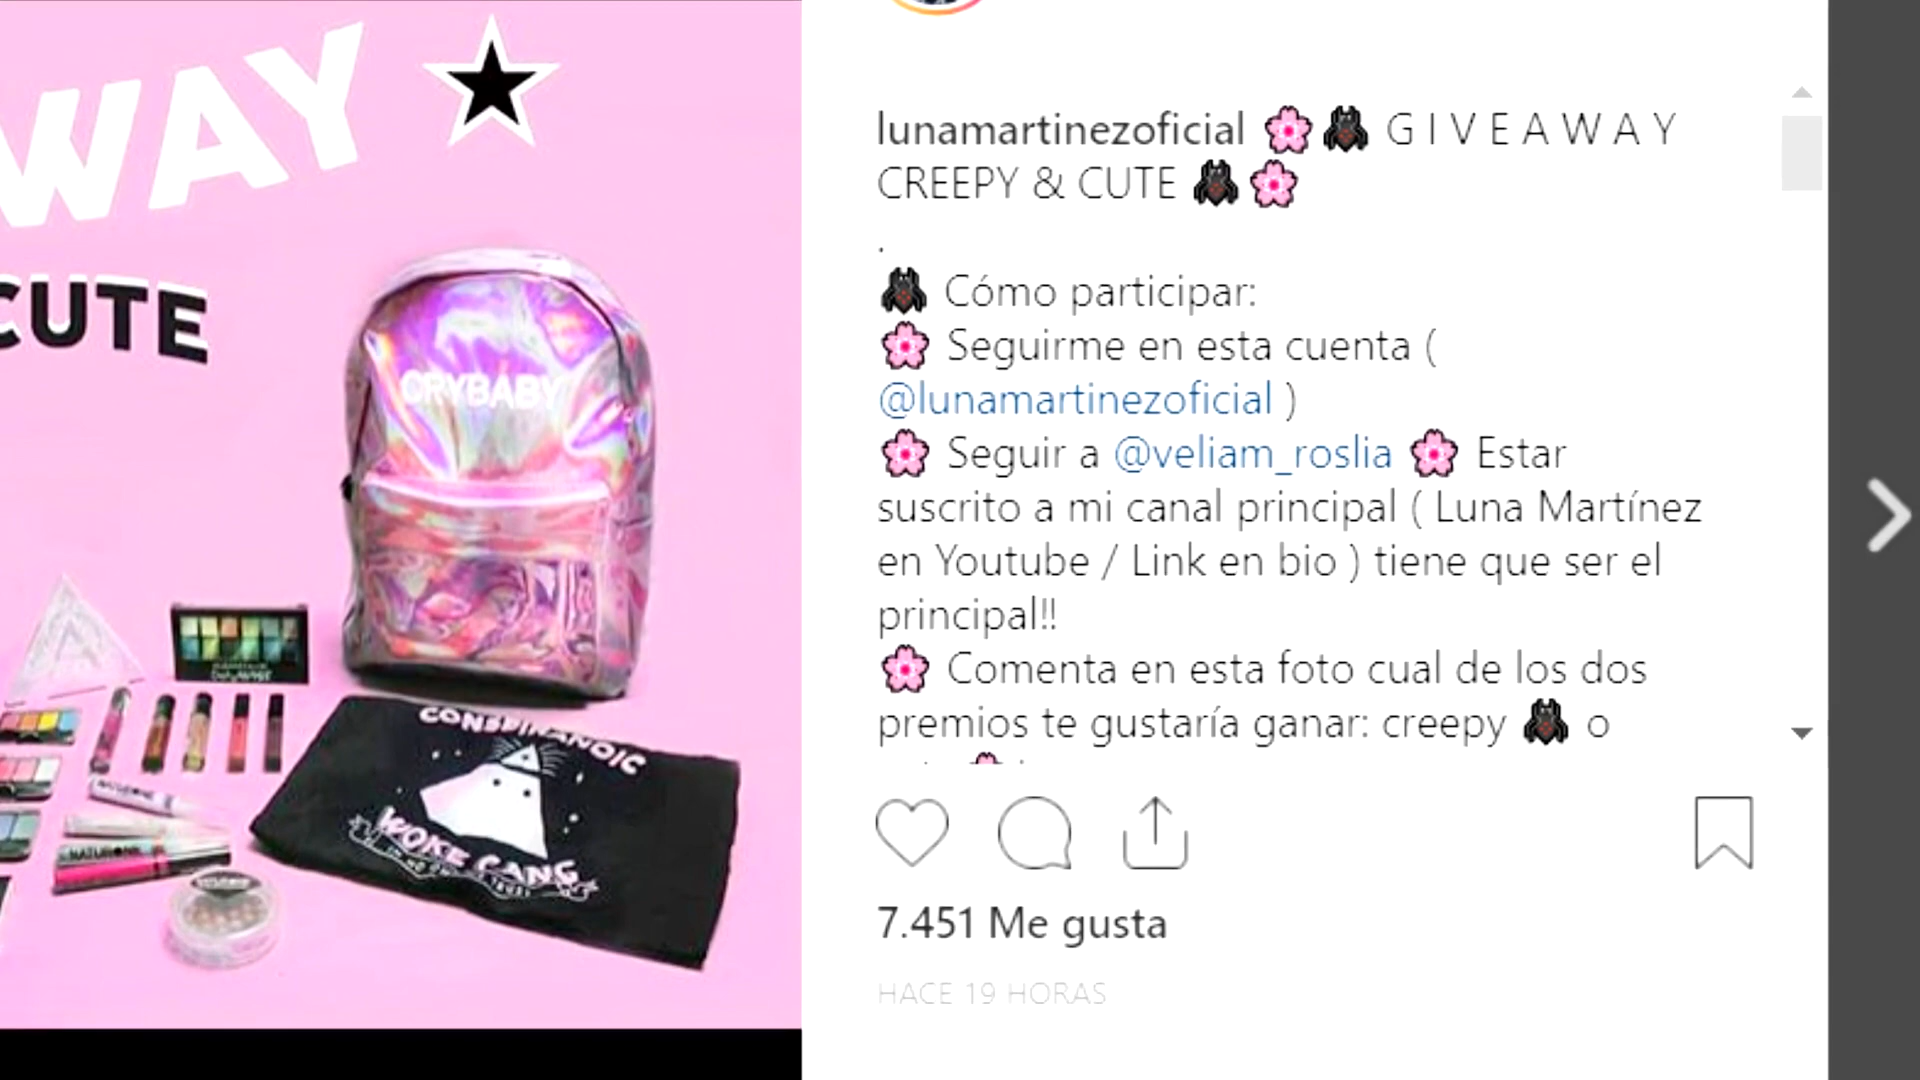 WAY
CUTE
CRYBABY
CONSPIRANOIC
WOKE GANG
lunamartinezoficial 🌸🕷 G I V E A W A Y
CREEPY & CUTE 🕷🌸
.
🕷 Cómo participar:
🌸 Seguirme en esta cuenta (
@lunamartinezoficial )
🌸 Seguir a @veliam_roslia 🌸 Estar
suscrito a mi canal principal ( Luna Martínez
en Youtube / Link en bio ) tiene que ser el
principal!!
🌸 Comenta en esta foto cual de los dos
premios te gustaría ganar: creepy 🕷 o
7.451 Me gusta
HACE 19 HORAS